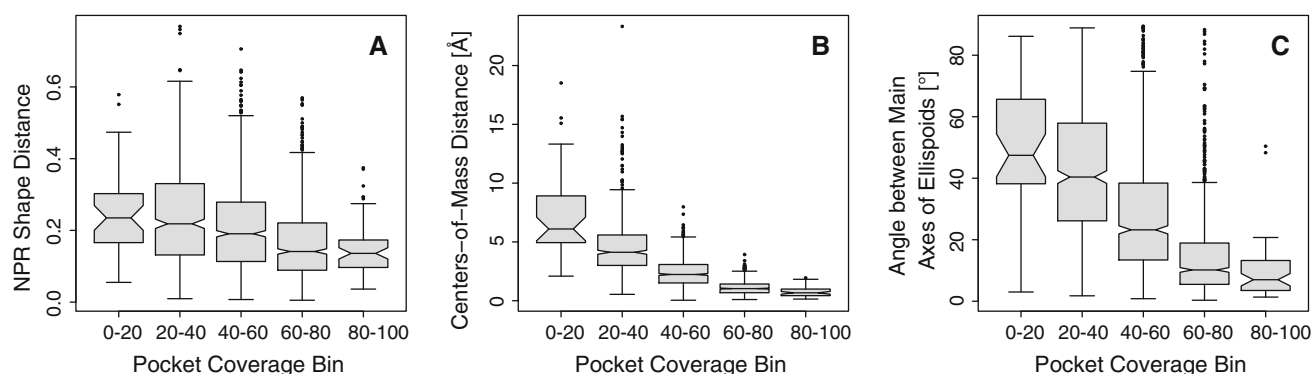 A
NPR Shape Distance
0.0 0.2 0.4 0.6
0-20 20-40 40-60 60-80 80-100
Pocket Coverage Bin
B
Centers-of-Mass Distance [Å]
0 5 10 15 20
0-20 20-40 40-60 60-80 80-100
Pocket Coverage Bin
C
Angle between Main
Axes of Ellispoids [°]
0 20 40 60 80
0-20 20-40 40-60 60-80 80-100
Pocket Coverage Bin